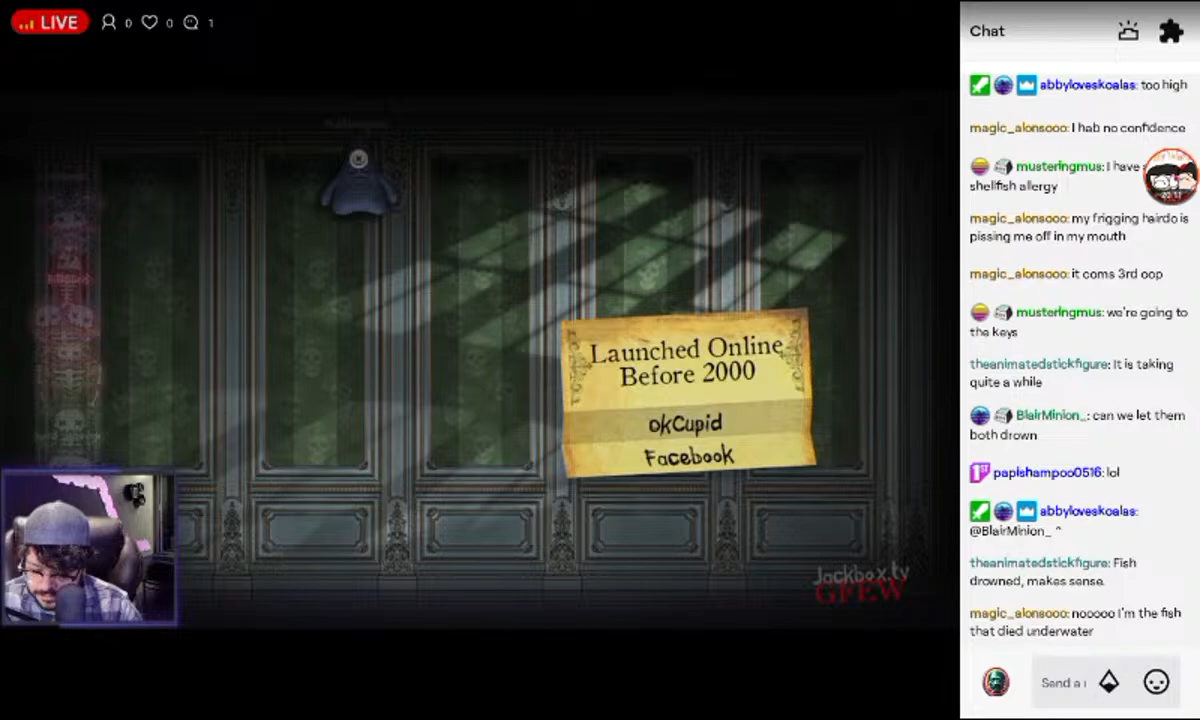 LIVE 0 0 1
Launched Online
Before 2000
OkCupid
Facebook
Jackbox.tv
GFEW
Chat
abbyloveskoalas: too high
magic_alonsooo: I hab no confidence
musteringmus: I have
shellfish allergy
magic_alonsooo: my frigging hairdo is
pissing me off in my mouth
magic_alonsooo: it coms 3rd oop
musteringmus: we're going to
the keys
theanimatedstickfigure: It is taking
quite a while
BlairMinion_: can we let them
both drown
1ST papishampoo0516: lol
abbyloveskoalas:
@BlairMinion_ ^
theanimatedstickfigure: Fish
drowned, makes sense.
magic_alonsooo: nooooo I'm the fish
that died underwater
Send a